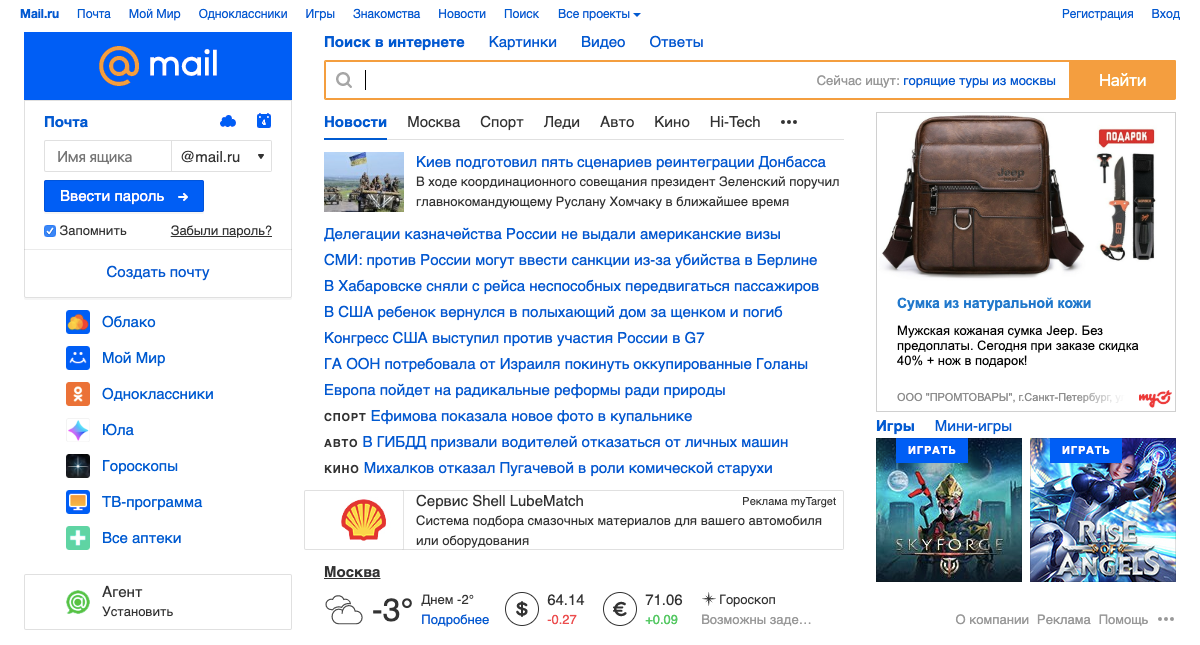 Mail.ru Почта Мой Мир Одноклассники Игры Знакомства Новости Поиск Все проекты Регистрация Вход
@mail
Почта
Имя ящика @mail.ru
Ввести пароль →
Запомнить Забыли пароль?
Создать почту
Облако
Мой Мир
Одноклассники
Юла
Гороскопы
ТВ-программа
Все аптеки
Агент
Установить
Поиск в интернете Картинки Видео Ответы
Сейчас ищут: горящие туры из москвы Найти
Новости Москва Спорт Леди Авто Кино Hi-Tech •••
Киев подготовил пять сценариев реинтеграции Донбасса
В ходе координационного совещания президент Зеленский поручил
главнокомандующему Руслану Хомчаку в ближайшее время
Делегации казначейства России не выдали американские визы
СМИ: против России могут ввести санкции из-за убийства в Берлине
В Хабаровске сняли с рейса неспособных передвигаться пассажиров
В США ребенок вернулся в полыхающий дом за щенком и погиб
Конгресс США выступил против участия России в G7
ГА ООН потребовала от Израиля покинуть оккупированные Голаны
Европа пойдет на радикальные реформы ради природы
СПОРТ Ефимова показала новое фото в купальнике
АВТО В ГИБДД призвали водителей отказаться от личных машин
КИНО Михалков отказал Пугачевой в роли комической старухи
Сервис Shell LubeMatch Реклама myTarget
Система подбора смазочных материалов для вашего автомобиля
или оборудования
Москва
-3° Днем -2° $ 64.14 € 71.06 Гороскоп
Подробнее -0.27 +0.09 Возможны заде…
ПОДАРОК
Jeep
Сумка из натуральной кожи
Мужская кожаная сумка Jeep. Без
предоплаты. Сегодня при заказе скидка
40% + нож в подарок!
ООО "ПРОМТОВАРЫ", г.Санкт-Петербург,
Игры Мини-игры
ИГРАТЬ ИГРАТЬ
SKYFORGE
RISE
OF
ANGELS
О компании Реклама Помощь •••